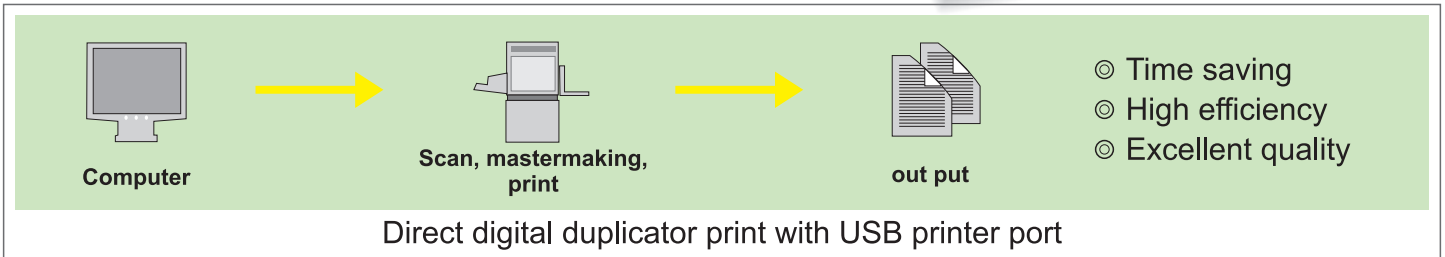 Computer
Scan, mastermaking,
print
out put
◎ Time saving
◎ High efficiency
◎ Excellent quality
Direct digital duplicator print with USB printer port